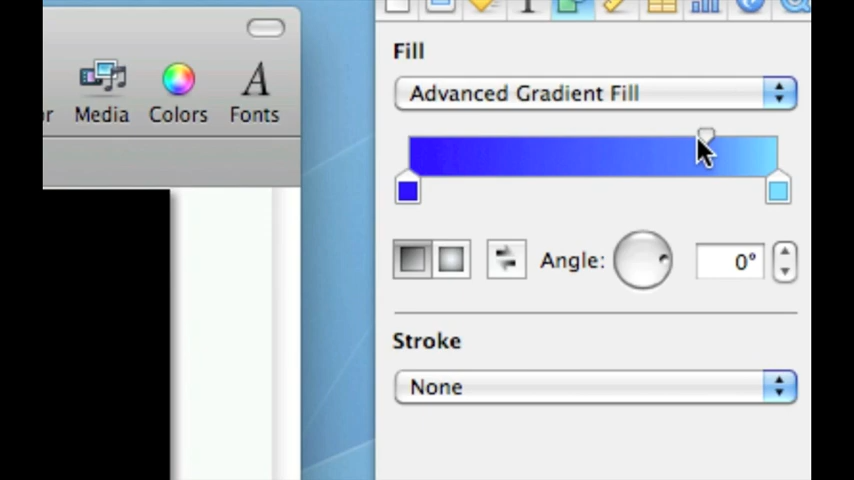 Media Colors Fonts
Fill
Advanced Gradient Fill
Angle: 0°
Stroke
None